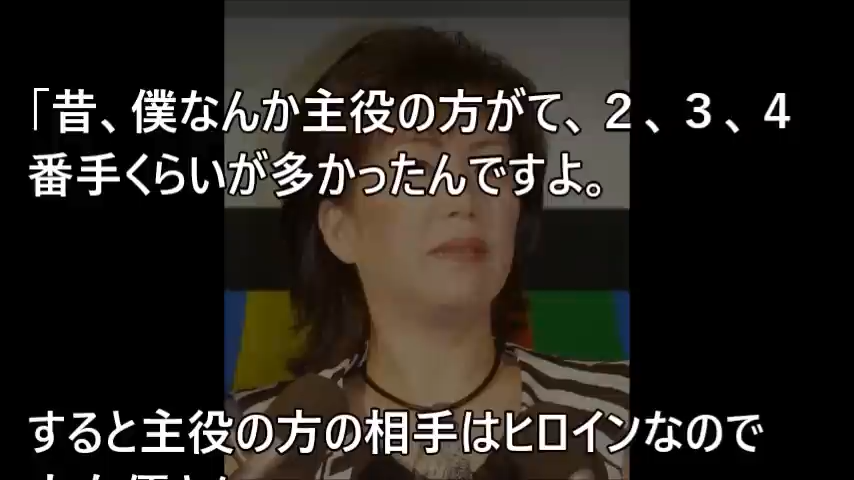 「昔、僕なんか主役の方がて、２、３、４
番手くらいが多かったんですよ。
すると主役の方の相手はヒロインなので